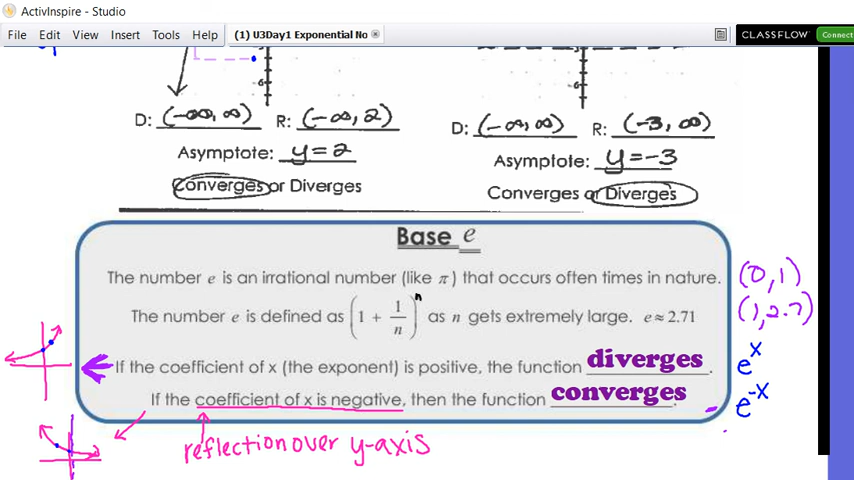 ActivInspire - Studio
File Edit View Insert Tools Help (1) U3Day1 Exponential No CLASSFLOW Connect
-6
-6
D: (-∞, ∞) R: (-∞, 2)
Asymptote: y = 2
Converges or Diverges
D: (-∞, ∞) R: (-3, ∞)
Asymptote: y = -3
Converges or Diverges
Base e
The number e is an irrational number (like π) that occurs often times in nature.
The number e is defined as (1 + 1/n)^n as n gets extremely large. e ≈ 2.71
If the coefficient of x (the exponent) is positive, the function diverges.
If the coefficient of x is negative, then the function converges.
(0,1)
(1,2.7)
e^x
e^-x
reflection over y-axis